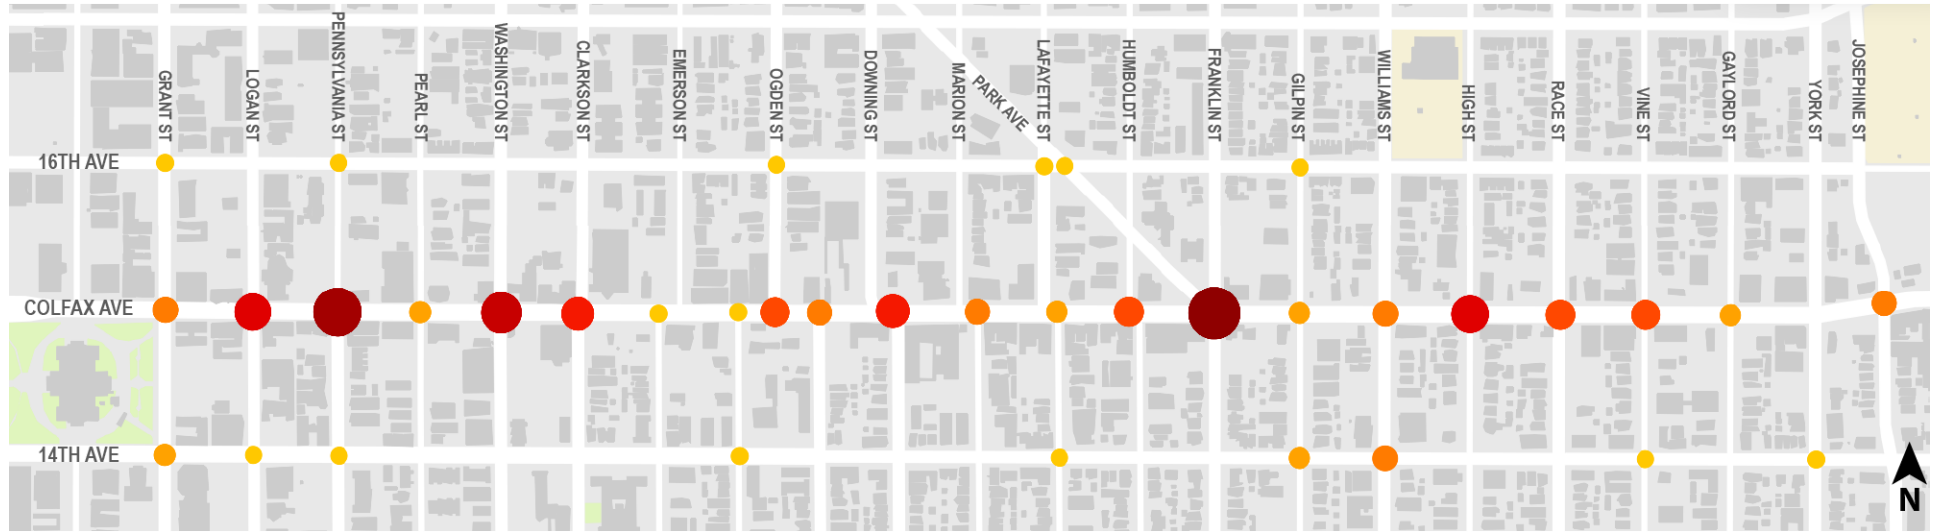 GRANT ST
LOGAN ST
PENNSYLVANIA ST
PEARL ST
WASHINGTON ST
CLARKSON ST
EMERSON ST
OGDEN ST
DOWNING ST
MARION ST
PARK AVE
LAFAYETTE ST
HUMBOLDT ST
FRANKLIN ST
GILPIN ST
WILLIAMS ST
HIGH ST
RACE ST
VINE ST
GAYLORD ST
YORK ST
JOSEPHINE ST
16TH AVE
COLFAX AVE
14TH AVE
N